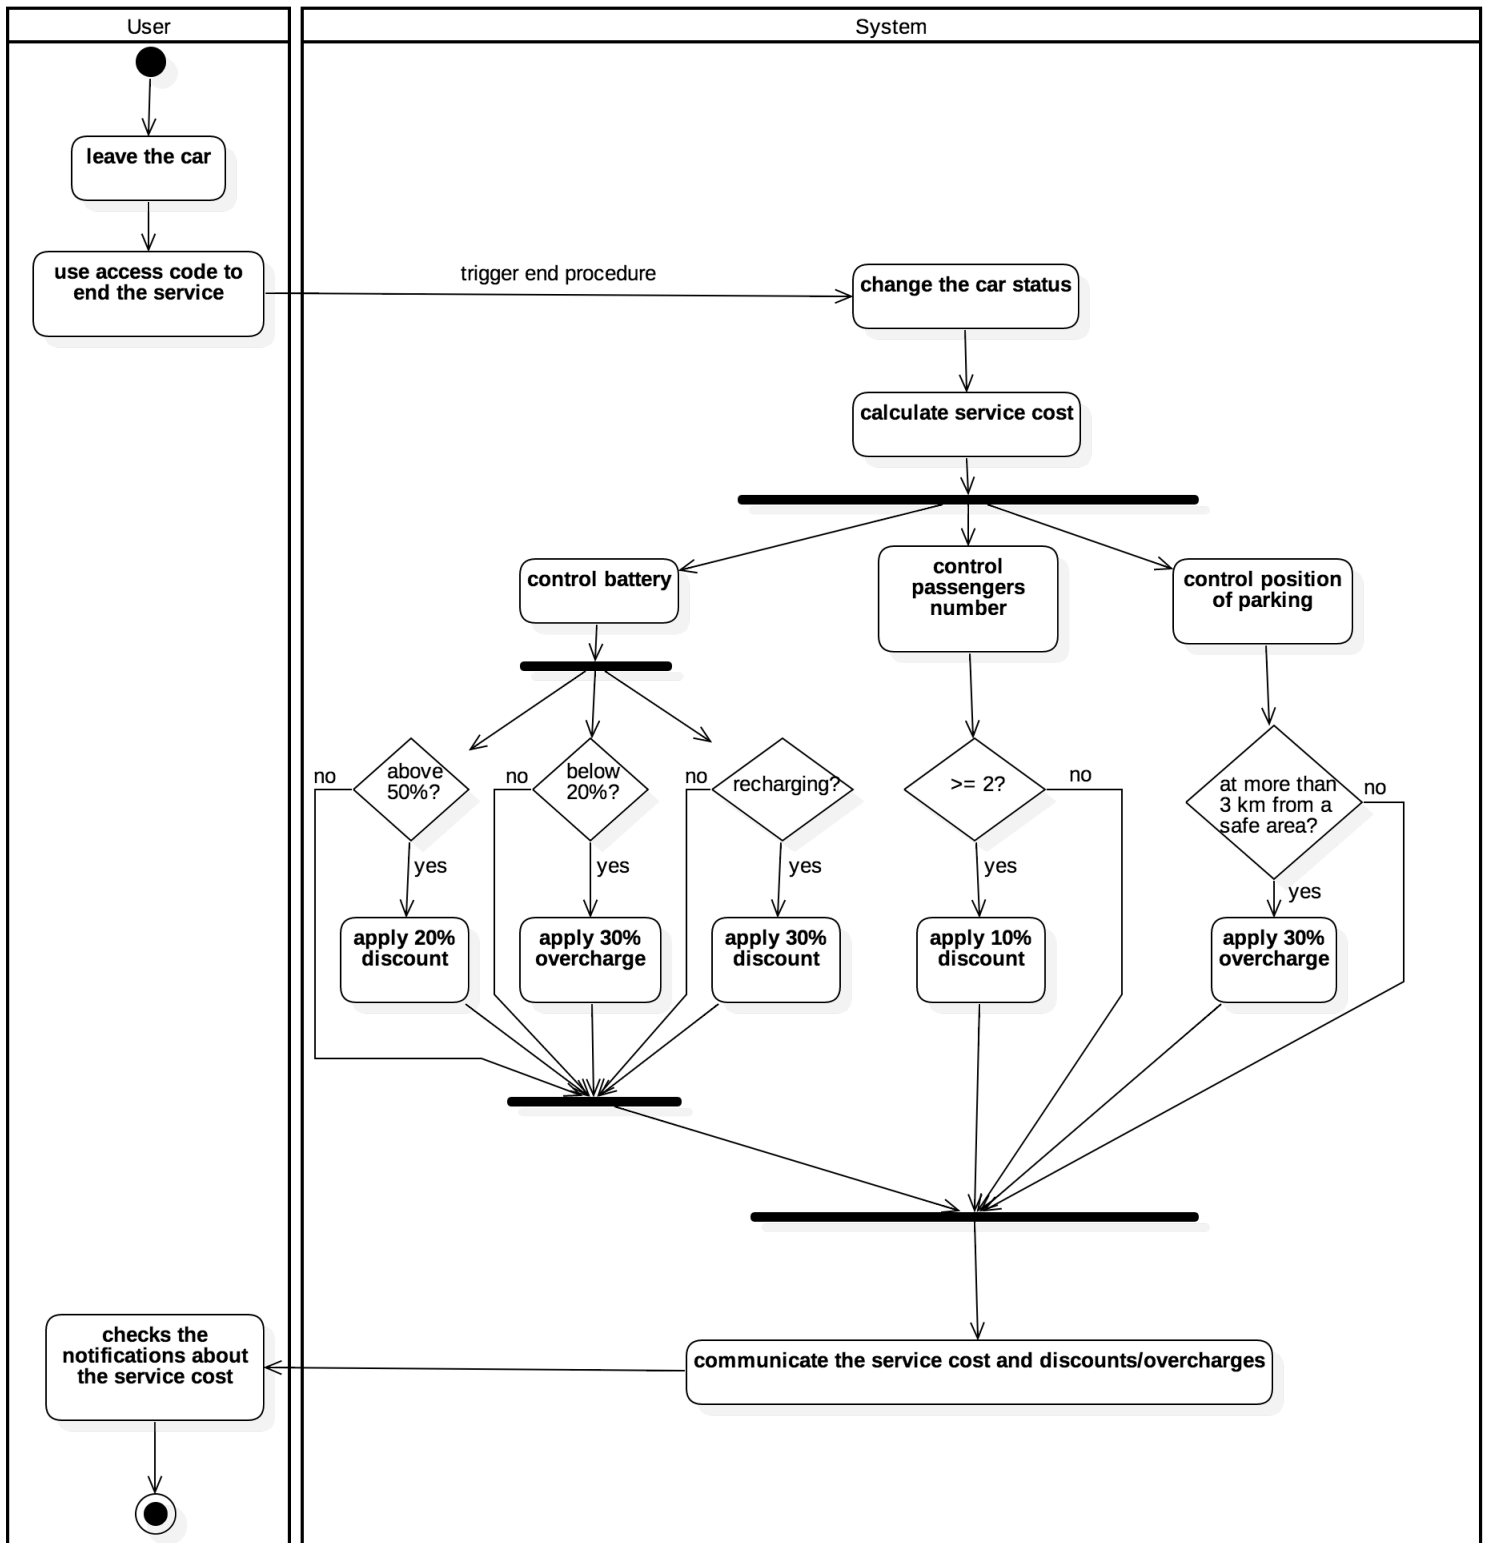 User
System
leave the car
use access code to
end the service
trigger end procedure
change the car status
calculate service cost
control battery
control
passengers
number
control position
of parking
no
above
50%?
no
below
20%?
no
recharging?
>= 2?
no
at more than
3 km from a
safe area?
no
yes
yes
yes
yes
yes
apply 20%
discount
apply 30%
overcharge
apply 30%
discount
apply 10%
discount
apply 30%
overcharge
checks the
notifications about
the service cost
communicate the service cost and discounts/overcharges